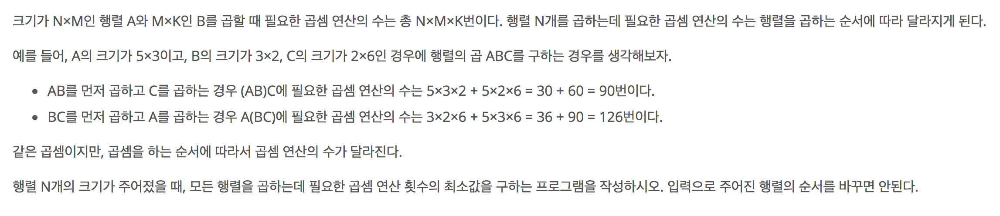 크기가 N×M인 행렬 A와 M×K인 B를 곱할 때 필요한 곱셈 연산의 수는 총 N×M×K번이다. 행렬 N개를 곱하는데 필요한 곱셈 연산의 수는 행렬을 곱하는 순서에 따라 달라지게 된다.
예를 들어, A의 크기가 5×3이고, B의 크기가 3×2, C의 크기가 2×6인 경우에 행렬의 곱 ABC를 구하는 경우를 생각해보자.
• AB를 먼저 곱하고 C를 곱하는 경우 (AB)C에 필요한 곱셈 연산의 수는 5×3×2 + 5×2×6 = 30 + 60 = 90번이다.
• BC를 먼저 곱하고 A를 곱하는 경우 A(BC)에 필요한 곱셈 연산의 수는 3×2×6 + 5×3×6 = 36 + 90 = 126번이다.
같은 곱셈이지만, 곱셈을 하는 순서에 따라서 곱셈 연산의 수가 달라진다.
행렬 N개의 크기가 주어졌을 때, 모든 행렬을 곱하는데 필요한 곱셈 연산 횟수의 최소값을 구하는 프로그램을 작성하시오. 입력으로 주어진 행렬의 순서를 바꾸면 안된다.